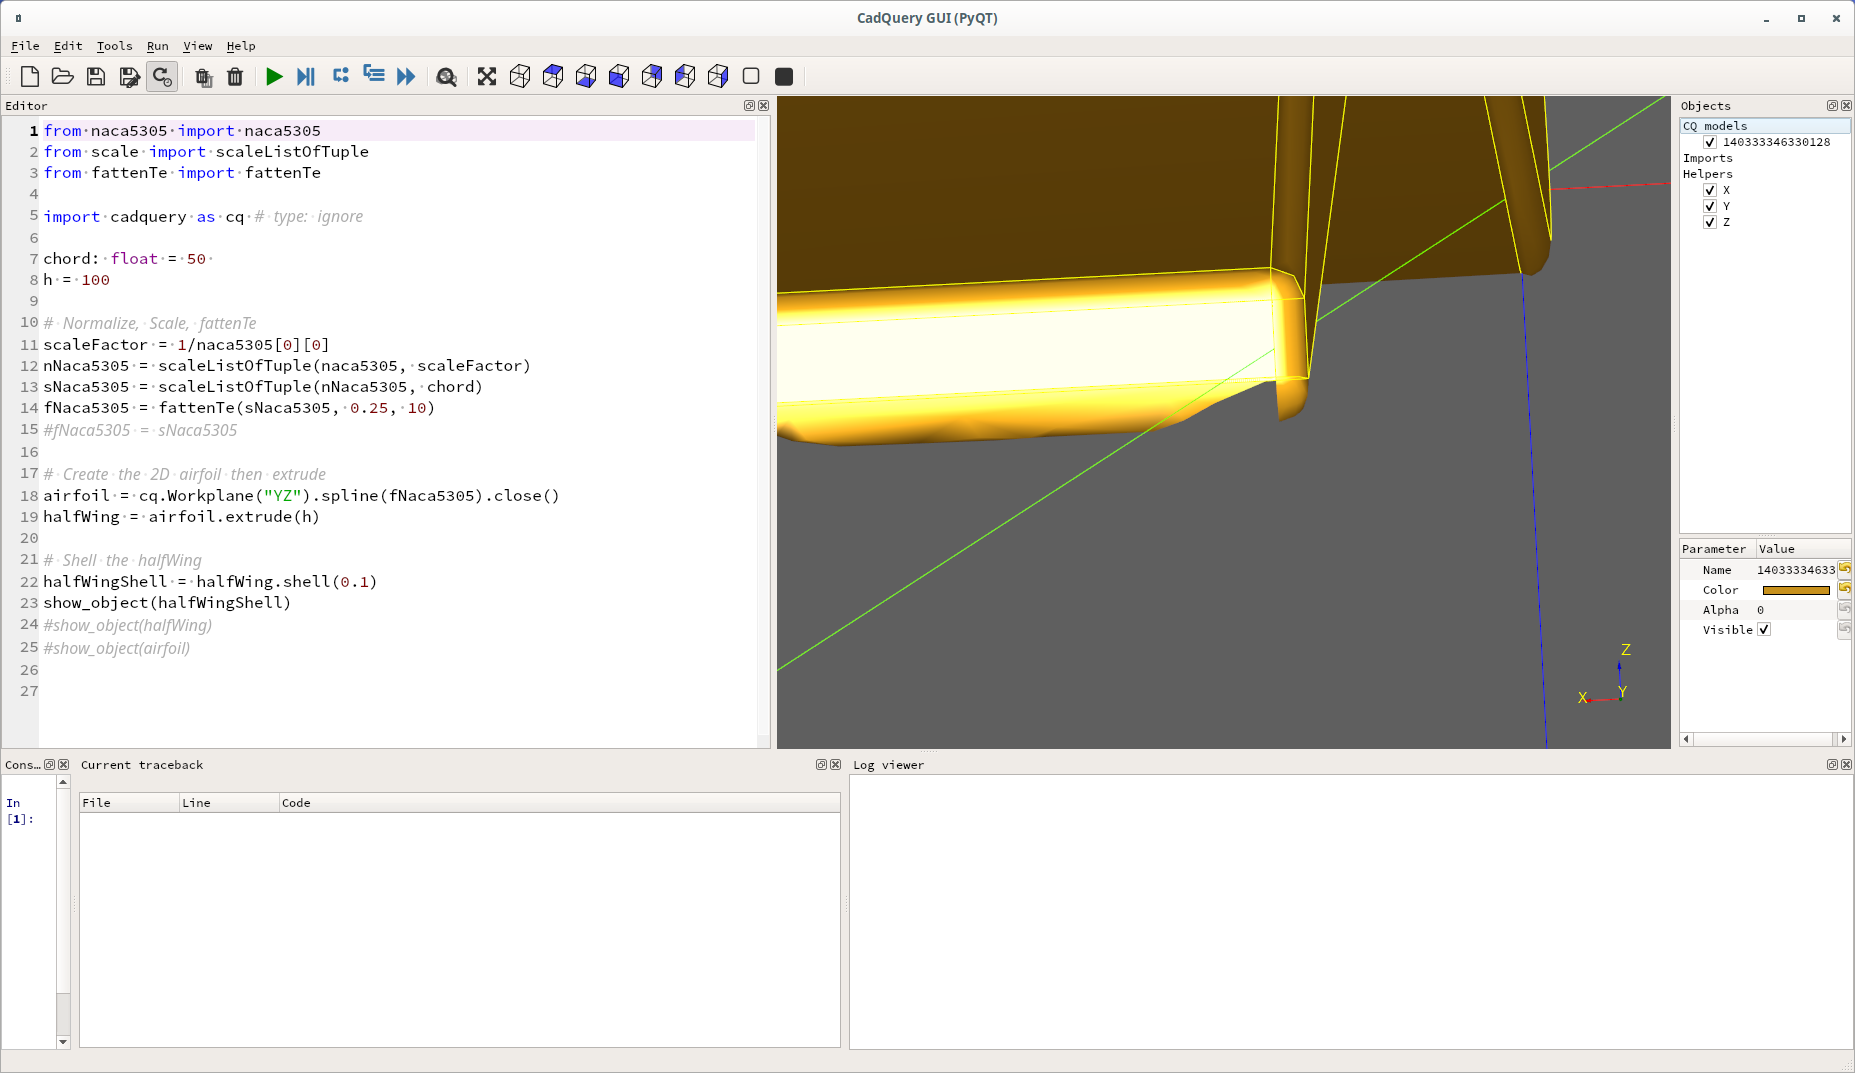 CadQuery GUI (PyQT)
File Edit Tools Run View Help
Editor
1 from naca5305 import naca5305
2 from scale import scaleListOfTuple
3 from fattenTe import fattenTe
4
5 import cadquery as cq # type: ignore
6
7 chord: float = 50
8 h = 100
9
10 # Normalize, Scale, fattenTe
11 scaleFactor = 1/naca5305[0][0]
12 nNaca5305 = scaleListOfTuple(naca5305, scaleFactor)
13 sNaca5305 = scaleListOfTuple(nNaca5305, chord)
14 fNaca5305 = fattenTe(sNaca5305, 0.25, 10)
15 #fNaca5305 = sNaca5305
16
17 # Create the 2D airfoil then extrude
18 airfoil = cq.Workplane("YZ").spline(fNaca5305).close()
19 halfWing = airfoil.extrude(h)
20
21 # Shell the halfWing
22 halfWingShell = halfWing.shell(0.1)
23 show_object(halfWingShell)
24 #show_object(halfWing)
25 #show_object(airfoil)
26
27
Z
X Y
Objects
CQ models
140333346330128
Imports
Helpers
X
Y
Z
Parameter Value
Name 14033334633
Color
Alpha 0
Visible
Cons…
In
[1]:
Current traceback
File Line Code
Log viewer